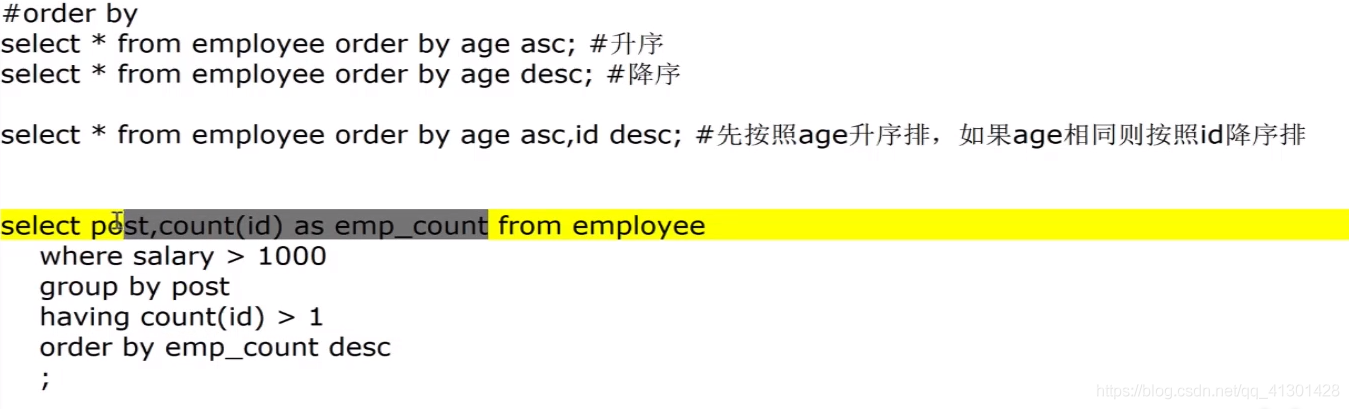 #order by
select * from employee order by age asc; #升序
select * from employee order by age desc; #降序
select * from employee order by age asc,id desc; #先按照age升序排，如果age相同则按照id降序排
select post,count(id) as emp_count from employee
where salary > 1000
group by post
having count(id) > 1
order by emp_count desc
;
https://blog.csdn.net/qq_41301428